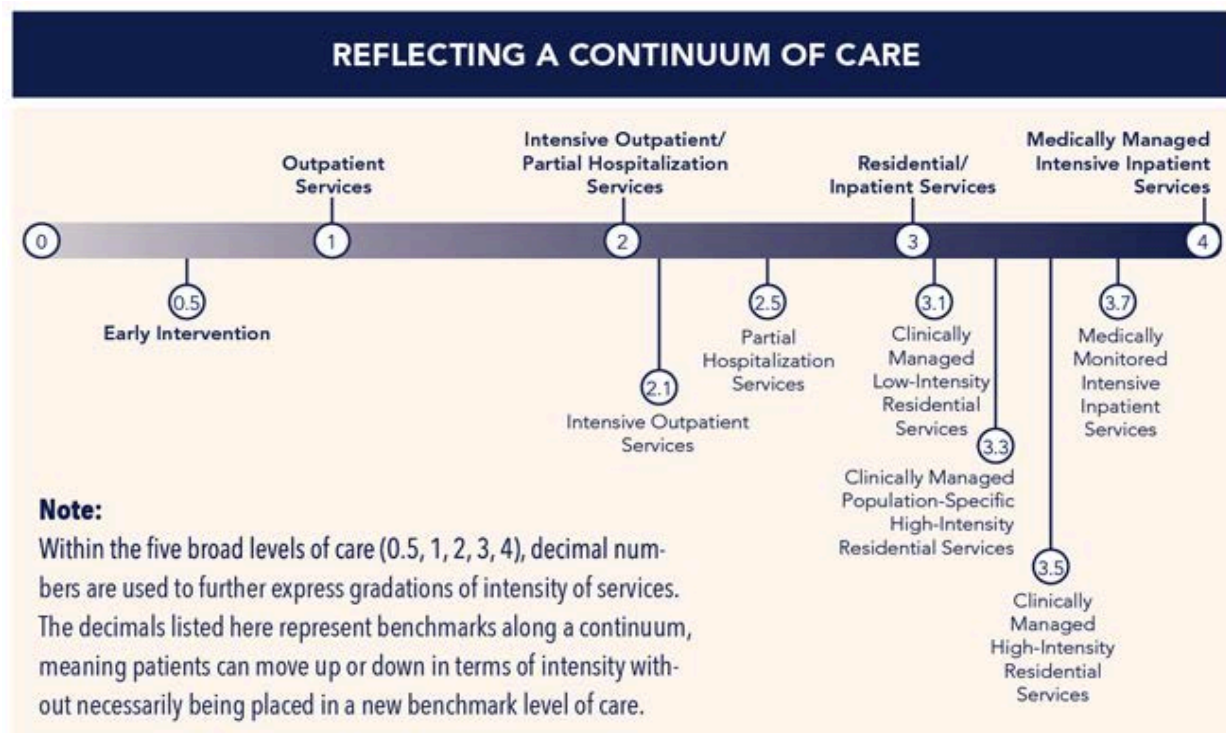 REFLECTING A CONTINUUM OF CARE
Outpatient
Services
Intensive Outpatient/
Partial Hospitalization
Services
Residential/
Inpatient Services
Medically Managed
Intensive Inpatient
Services
0
1
2
3
4
0.5
Early Intervention
2.1
Intensive Outpatient
Services
2.5
Partial
Hospitalization
Services
3.1
Clinically
Managed
Low-Intensity
Residential
Services
3.3
Clinically Managed
Population-Specific
High-Intensity
Residential Services
3.5
Clinically
Managed
High-Intensity
Residential
Services
3.7
Medically
Monitored
Intensive
Inpatient
Services
Note:
Within the five broad levels of care (0.5, 1, 2, 3, 4), decimal num-
bers are used to further express gradations of intensity of services.
The decimals listed here represent benchmarks along a continuum,
meaning patients can move up or down in terms of intensity with-
out necessarily being placed in a new benchmark level of care.